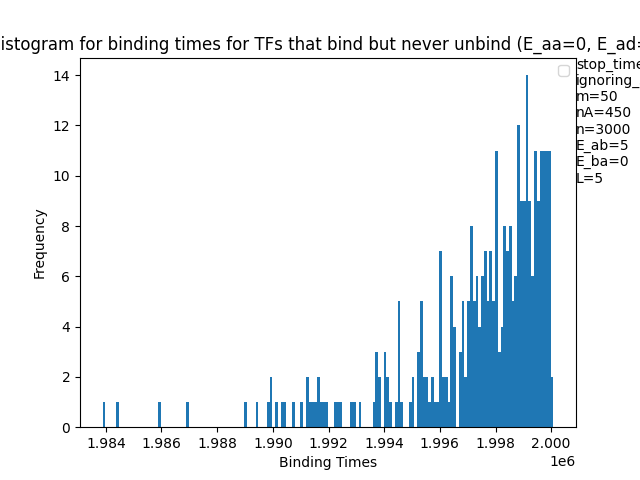 istogram for binding times for TFs that bind but never unbind (E_aa=0, E_ad=
stop_time
ignoring_
m=50
nA=450
n=3000
E_ab=5
E_ba=0
L=5
Frequency
14
12
10
8
6
4
2
0
1.984 1.986 1.988 1.990 1.992 1.994 1.996 1.998 2.000
1e6
Binding Times